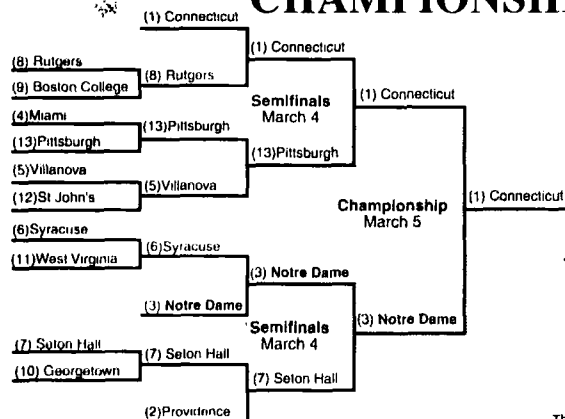 CHAMPIONSHI
(1) Connecticut
(1) Connecticut
(8) Rutgers
(8) Rutgers
(9) Boston College
Semifinals
March 4
(1) Connecticut
(4)Miami
(13)Pittsburgh
(13)Pittsburgh
(13)Pittsburgh
(5)Villanova
(5)Villanova
(12)St John's
Championship
March 5
(1) Connecticut
(6)Syracuse
(6)Syracuse
(11)West Virginia
(3) Notre Dame
(3) Notre Dame
Semifinals
March 4
(3) Notre Dame
(7) Seton Hall
(7) Seton Hall
(10) Georgetown
(7) Seton Hall
(2)Providence
Th